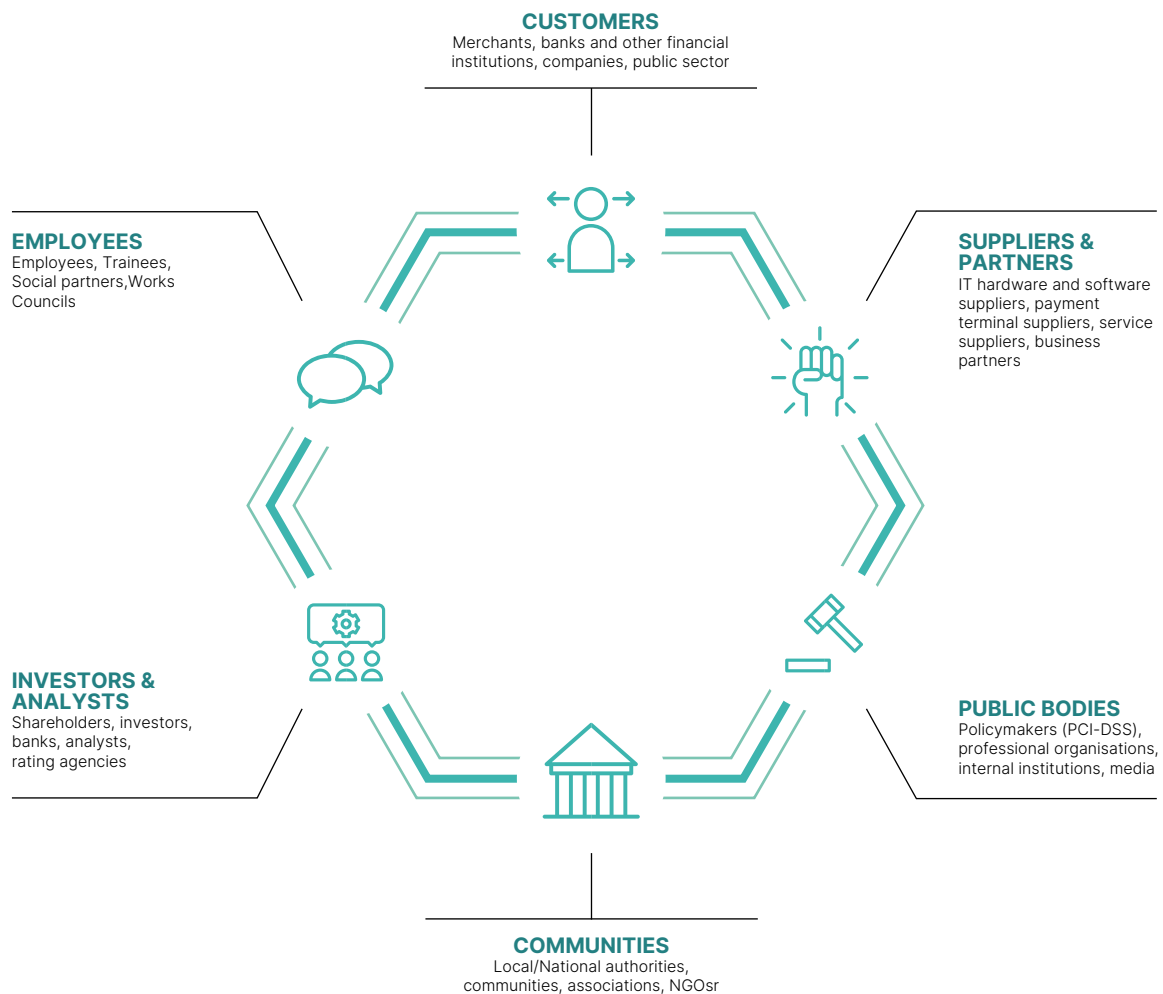 CUSTOMERS
Merchants, banks and other financial
institutions, companies, public sector
EMPLOYEES
Employees, Trainees,
Social partners,Works
Councils
SUPPLIERS &
PARTNERS
IT hardware and software
suppliers, payment
terminal suppliers, service
suppliers, business
partners
INVESTORS &
ANALYSTS
Shareholders, investors,
banks, analysts,
rating agencies
PUBLIC BODIES
Policymakers (PCI-DSS),
professional organisations,
internal institutions, media
COMMUNITIES
Local/National authorities,
communities, associations, NGOsr